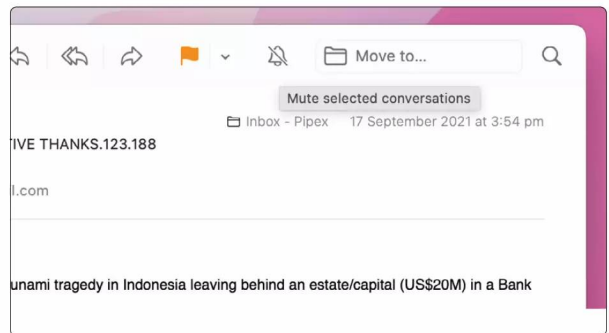 Move to...
Mute selected conversations
Inbox - Pipex 17 September 2021 at 3:54 pm
IVE THANKS.123.188
l.com
unami tragedy in Indonesia leaving behind an estate/capital (US$20M) in a Bank